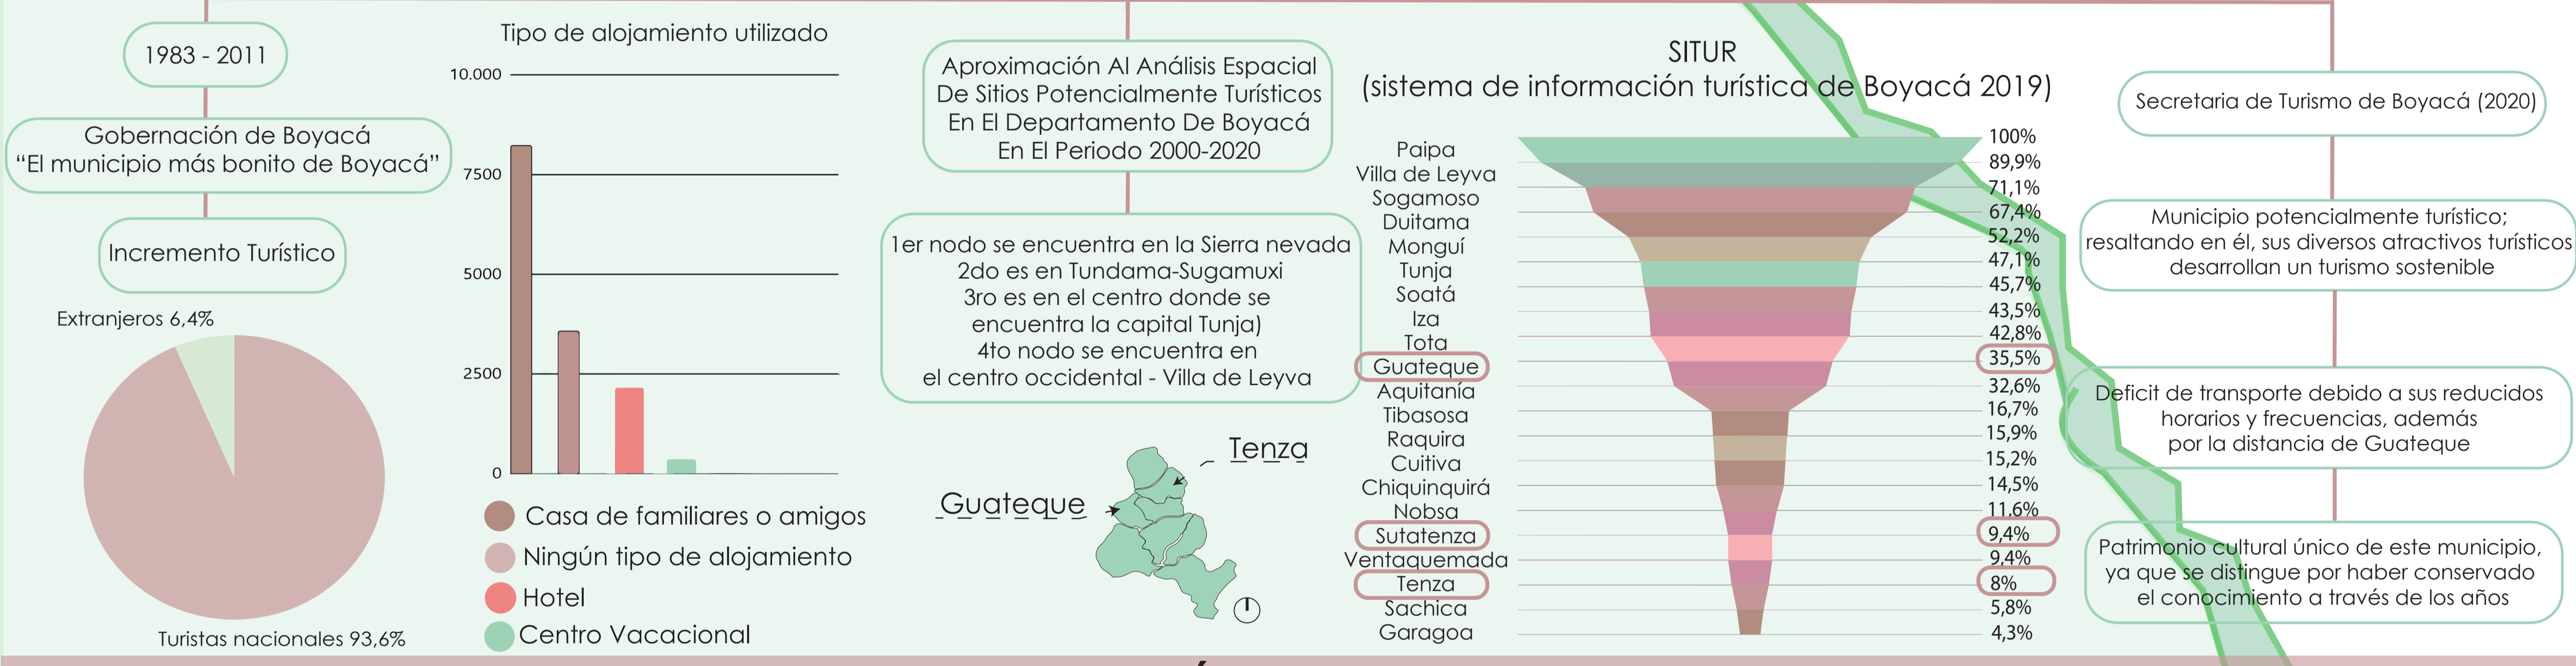 1983 - 2011
Gobernación de Boyacá
“El municipio más bonito de Boyacá”
Incremento Turístico
Extranjeros 6,4%
Turistas nacionales 93,6%
Tipo de alojamiento utilizado
10.000
7500
5000
2500
0
Casa de familiares o amigos
Ningún tipo de alojamiento
Hotel
Centro Vacacional
Aproximación Al Análisis Espacial
De Sitios Potencialmente Turísticos
En El Departamento De Boyacá
En El Periodo 2000-2020
1er nodo se encuentra en la Sierra nevada
2do es en Tundama-Sugamuxi
3ro es en el centro donde se
encuentra la capital Tunja)
4to nodo se encuentra en
el centro occidental - Villa de Leyva
Tenza
Guateque
SITUR
(sistema de información turística de Boyacá 2019)
Paipa
Villa de Leyva
Sogamoso
Duitama
Monguí
Tunja
Soatá
Iza
Tota
Guateque
Aquitanía
Tibasosa
Raquira
Cuitiva
Chiquinquirá
Nobsa
Sutatenza
Ventaquemada
Tenza
Sachica
Garagoa
100%
89,9%
71,1%
67,4%
52,2%
47,1%
45,7%
43,5%
42,8%
35,5%
32,6%
16,7%
15,9%
15,2%
14,5%
11,6%
9,4%
9,4%
8%
5,8%
4,3%
Secretaria de Turismo de Boyacá (2020)
Municipio potencialmente turístico;
resaltando en él, sus diversos atractivos turísticos
desarrollan un turismo sostenible
Deficit de transporte debido a sus reducidos
horarios y frecuencias, además
por la distancia de Guateque
Patrimonio cultural único de este municipio,
ya que se distingue por haber conservado
el conocimiento a través de los años